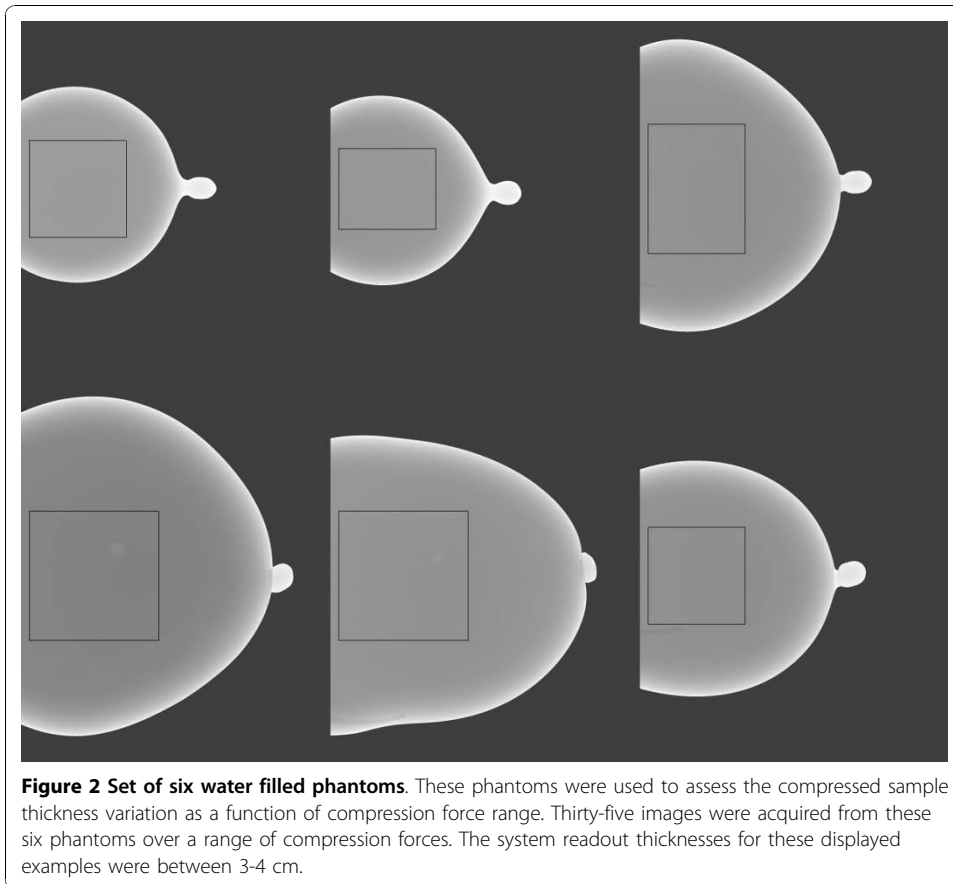 Figure 2 Set of six water filled phantoms. These phantoms were used to assess the compressed sample
thickness variation as a function of compression force range. Thirty-five images were acquired from these
six phantoms over a range of compression forces. The system readout thicknesses for these displayed
examples were between 3-4 cm.